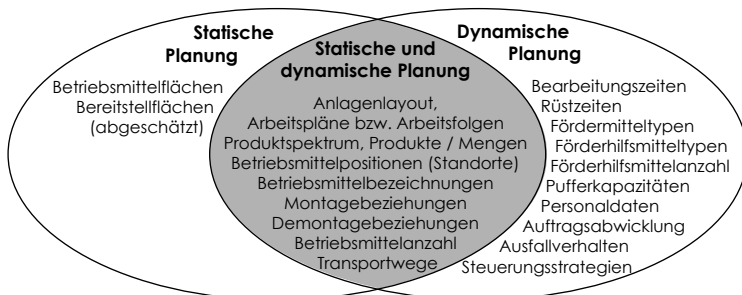 Statische
Planung
Betriebsmittelflächen
Bereitstellflächen
(abgeschätzt)
Statische und
dynamische Planung
Anlagenlayout,
Arbeitspläne bzw. Arbeitsfolgen
Produktspektrum, Produkte / Mengen
Betriebsmittelpositionen (Standorte)
Betriebsmittelbezeichnungen
Montagebeziehungen
Demontagebeziehungen
Betriebsmittelanzahl
Transportwege
Dynamische
Planung
Bearbeitungszeiten
Rüstzeiten
Fördermitteltypen
Förderhilfsmitteltypen
Förderhilfsmittelanzahl
Pufferkapazitäten
Personaldaten
Auftragsabwicklung
Ausfallverhalten
Steuerungsstrategien